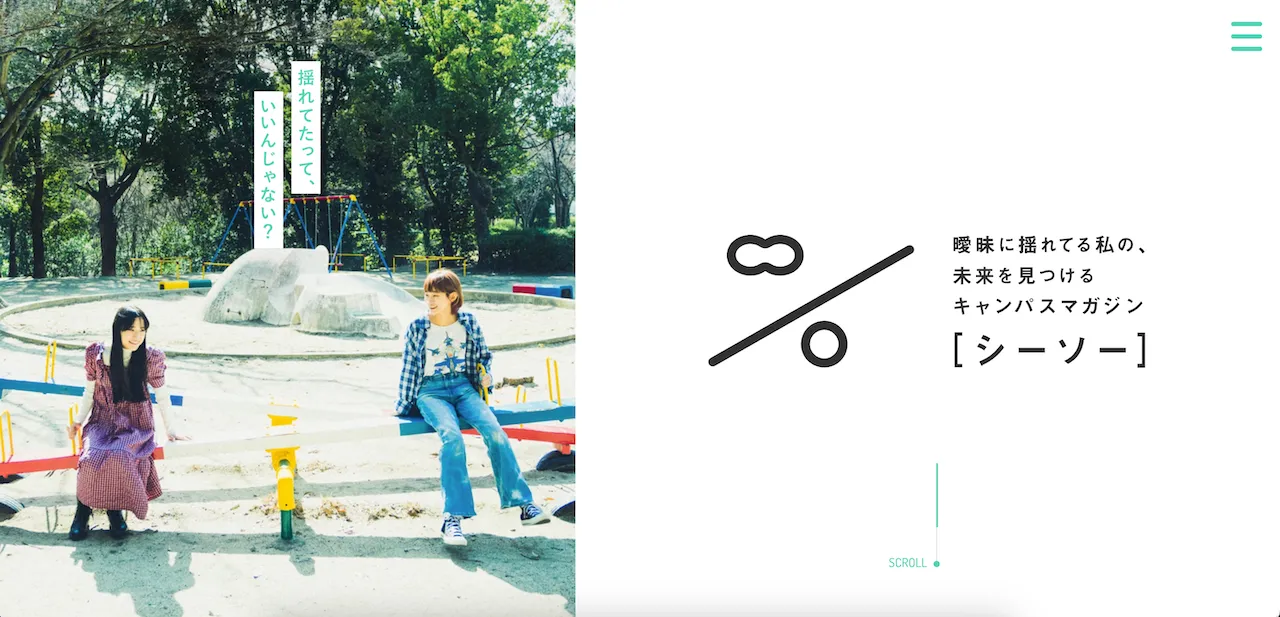 揺れてたって、
いいんじゃない？
曖昧に揺れてる私の、
未来を見つける
キャンパスマガジン
[シーソー]
SCROLL